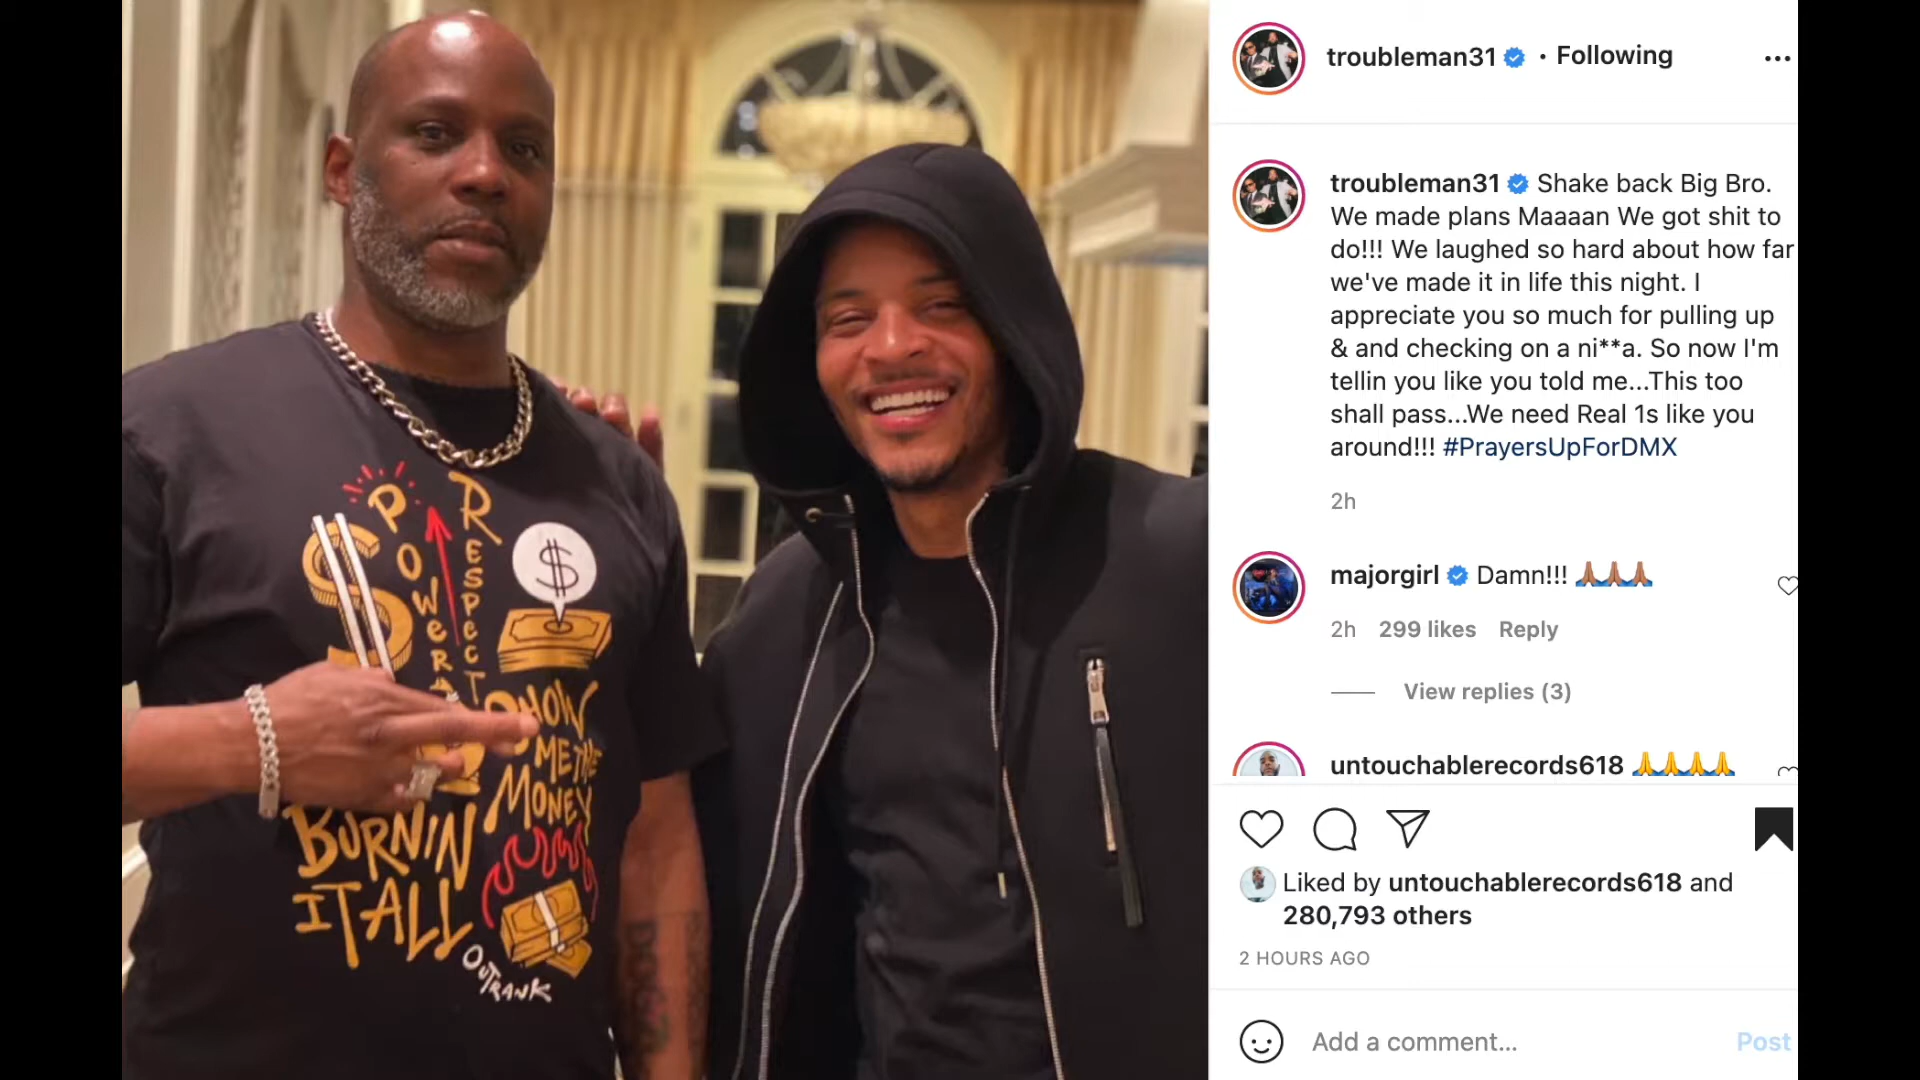 troubleman31 · Following
troubleman31 Shake back Big Bro.
We made plans Maaaan We got shit to
do!!! We laughed so hard about how far
we've made it in life this night. I
appreciate you so much for pulling up
& and checking on a ni**a. So now I'm
tellin you like you told me...This too
shall pass...We need Real 1s like you
around!!! #PrayersUpForDMX
2h
majorgirl Damn!!! 🙏🏾🙏🏾🙏🏾
2h 299 likes Reply
View replies (3)
untouchablerecords618 🙏🙏🙏🙏
Liked by untouchablerecords618 and
280,793 others
2 HOURS AGO
Add a comment... Post
POWER
RESPECT
$
SHOW
ME THE
MONEY
BURNIN
IT ALL
OUTRANK